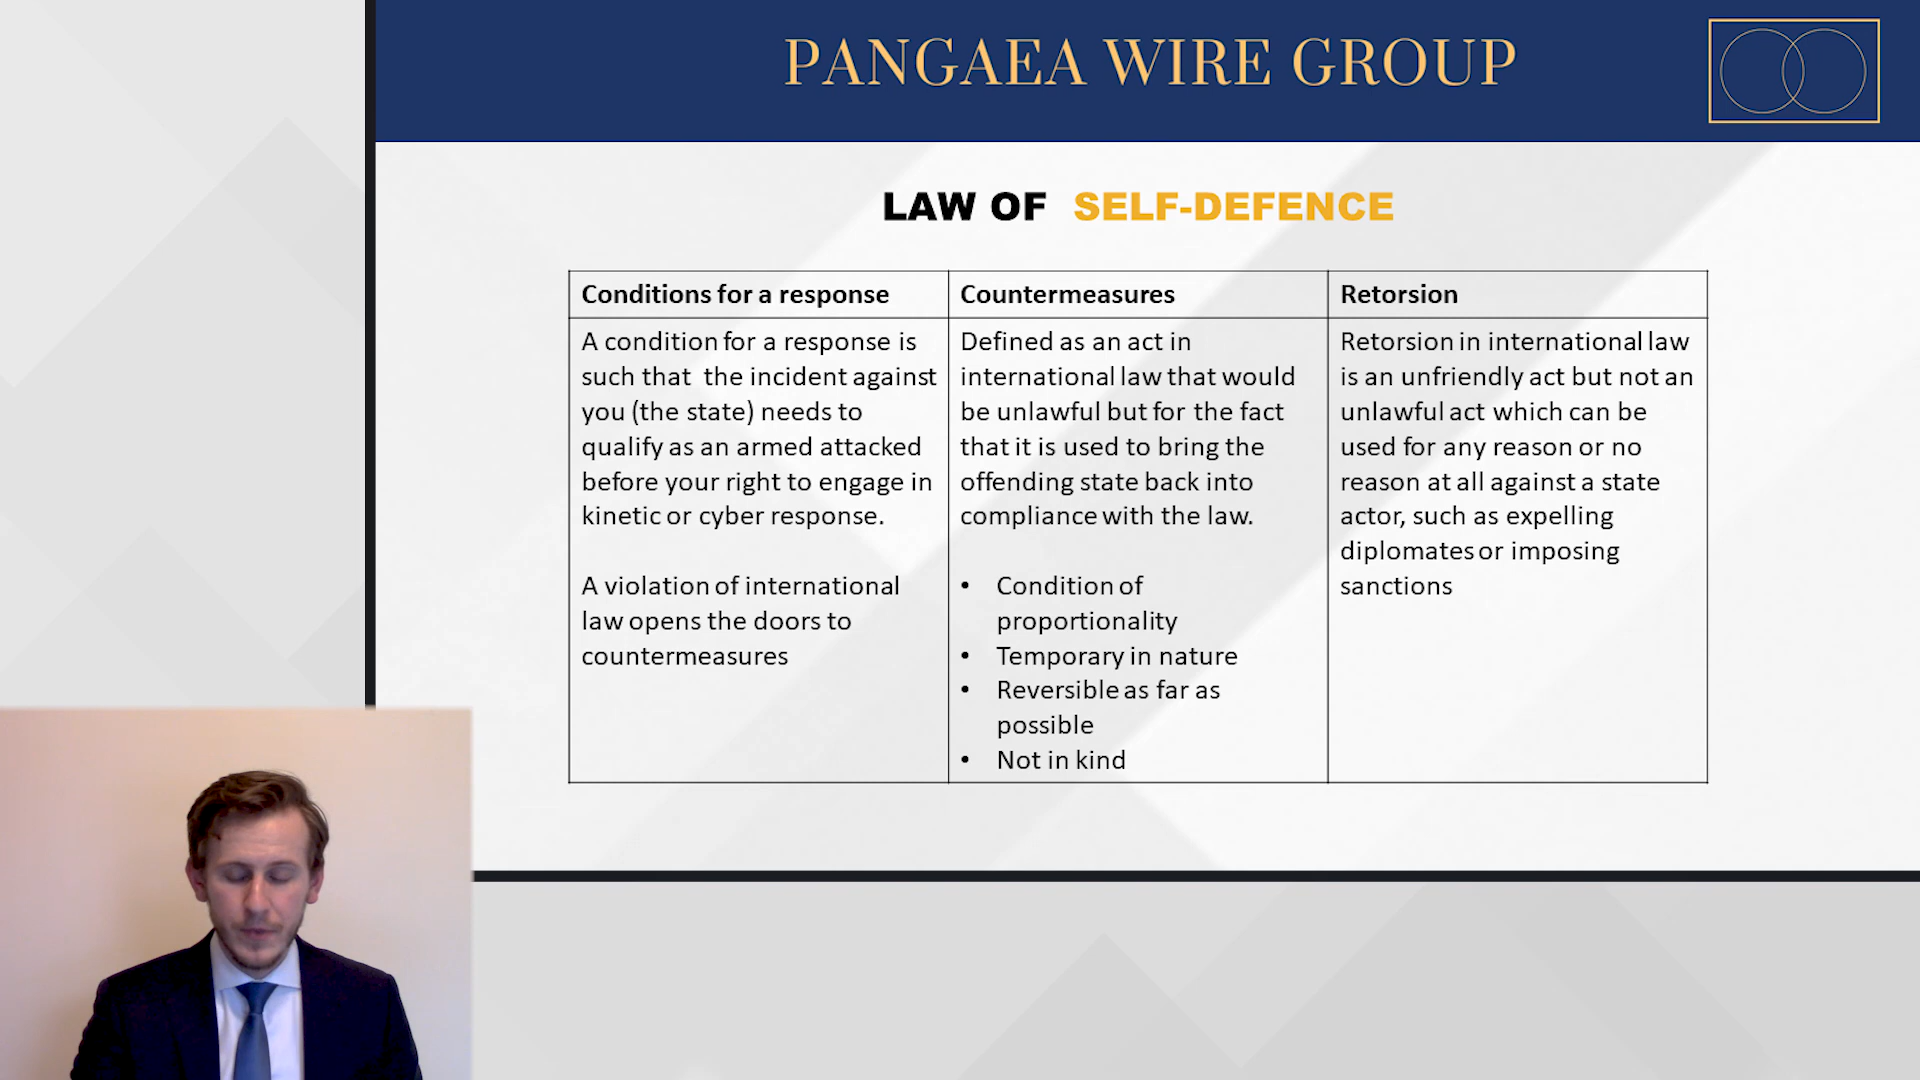 PANGAEA WIRE GROUP
LAW OF SELF-DEFENCE
Conditions for a response
A condition for a response is
such that the incident against
you (the state) needs to
qualify as an armed attacked
before your right to engage in
kinetic or cyber response.
A violation of international
law opens the doors to
countermeasures
Countermeasures
Defined as an act in
international law that would
be unlawful but for the fact
that it is used to bring the
offending state back into
compliance with the law.
• Condition of
proportionality
• Temporary in nature
• Reversible as far as
possible
• Not in kind
Retorsion
Retorsion in international law
is an unfriendly act but not an
unlawful act which can be
used for any reason or no
reason at all against a state
actor, such as expelling
diplomates or imposing
sanctions